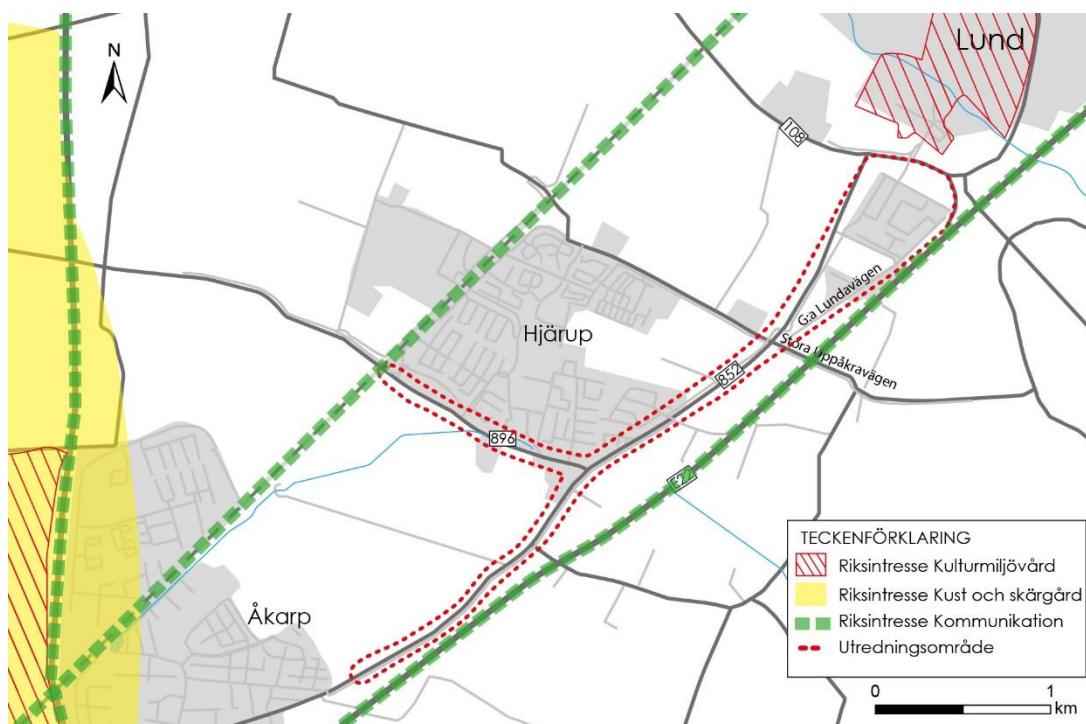 N
Lund
108
G:a Lundavägen
Stora Uppåkravägen
Hjärup
852
896
E22
Åkarp
TECKENFÖRKLARING
Riksintresse Kulturmiljövård
Riksintresse Kust och skärgård
Riksintresse Kommunikation
Utredningsområde
0 1
km